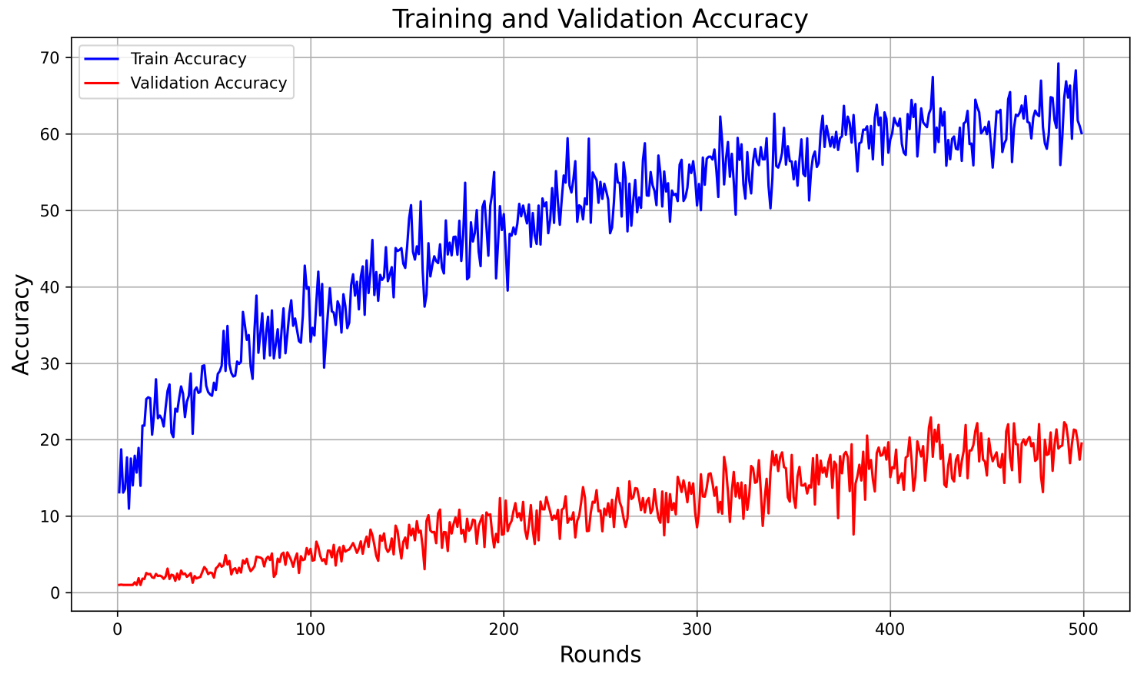 Training and Validation Accuracy
Train Accuracy
Validation Accuracy
Accuracy
70
60
50
40
30
20
10
0
0 100 200 300 400 500
Rounds